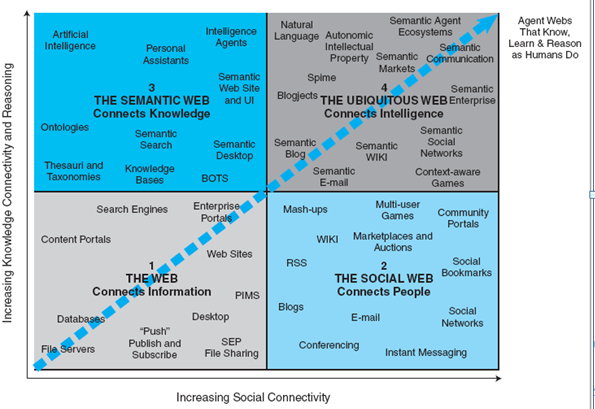 Artificial
Intelligence
Personal
Assistants
Intelligence
Agents
Semantic
Web Site
and UI
3
THE SEMANTIC WEB
Connects Knowledge
Ontologies
Semantic
Search
Semantic
Desktop
Thesauri and
Taxonomies
Knowledge
Bases
BOTS
Natural
Language
Autonomic
Intellectual
Property
Semantic Agent
Ecosystems
Semantic
Markets
Semantic
Communication
Spime
Blogjects
4
THE UBIQUITOUS WEB
Connects Intelligence
Semantic
Enterprise
Semantic
Blog
Semantic
WIKI
Semantic
Social
Networks
Semantic
E-mail
Context-aware
Games
Agent Webs
That Know,
Learn & Reason
as Humans Do
Search Engines
Enterprise
Portals
Content Portals
Web Sites
1
THE WEB
Connects Information
PIMS
Databases
Desktop
"Push"
Publish and
Subscribe
File Servers
SEP
File Sharing
Mash-ups
Multi-user
Games
Community
Portals
WIKI
Marketplaces and
Auctions
RSS
2
THE SOCIAL WEB
Connects People
Social
Bookmarks
Blogs
E-mail
Social
Networks
Conferencing
Instant Messaging
Increasing Knowledge Connectivity and Reasoning
Increasing Social Connectivity